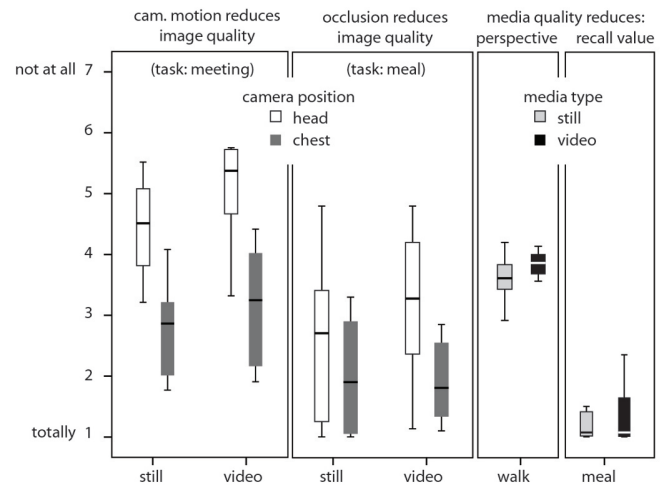 cam. motion reduces
image quality
occlusion reduces
image quality
media quality reduces:
perspective recall value
not at all 7
(task: meeting)
(task: meal)
camera position
head
chest
media type
still
video
6
5
4
3
2
totally 1
still video still video walk meal